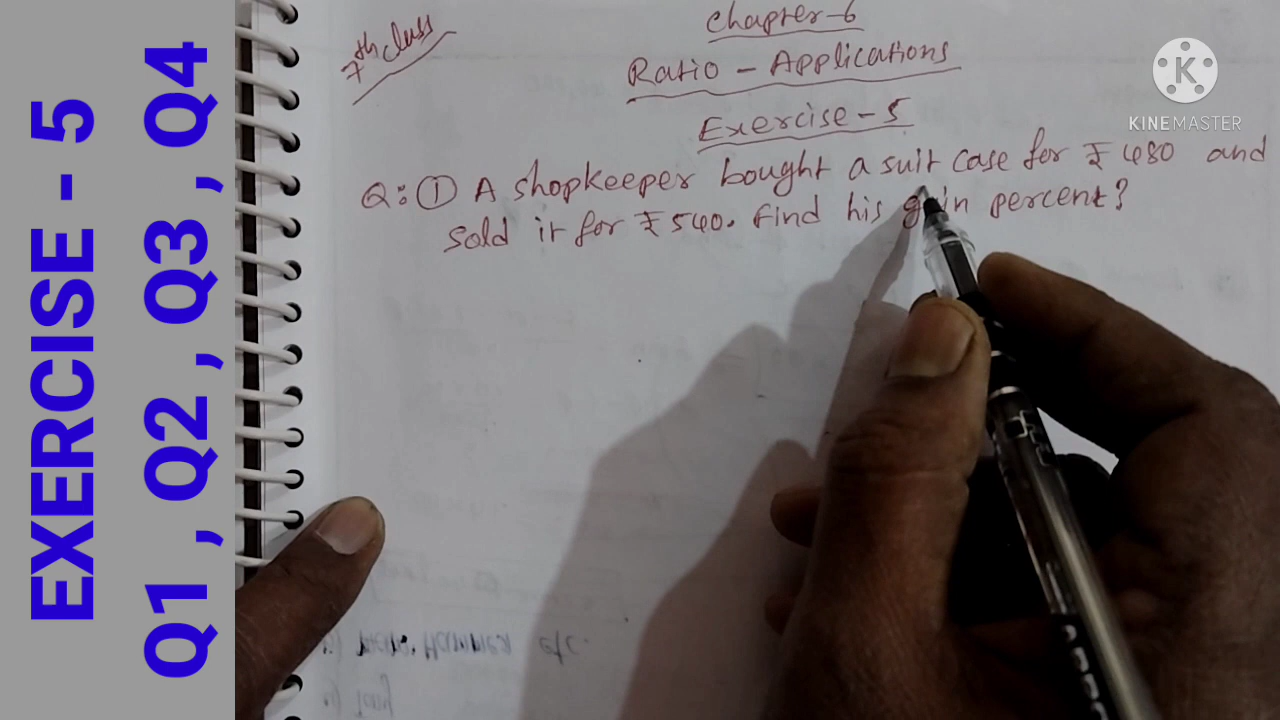 EXERCISE - 5
Q1 , Q2 , Q3 , Q4
7th class
Chapter-6
Ratio - Applications
Exercise - 5
Q: ① A shopkeeper bought a suit case for ₹ 480 and
sold it for ₹ 540. Find his gain percent?
K
KINEMASTER
etc.